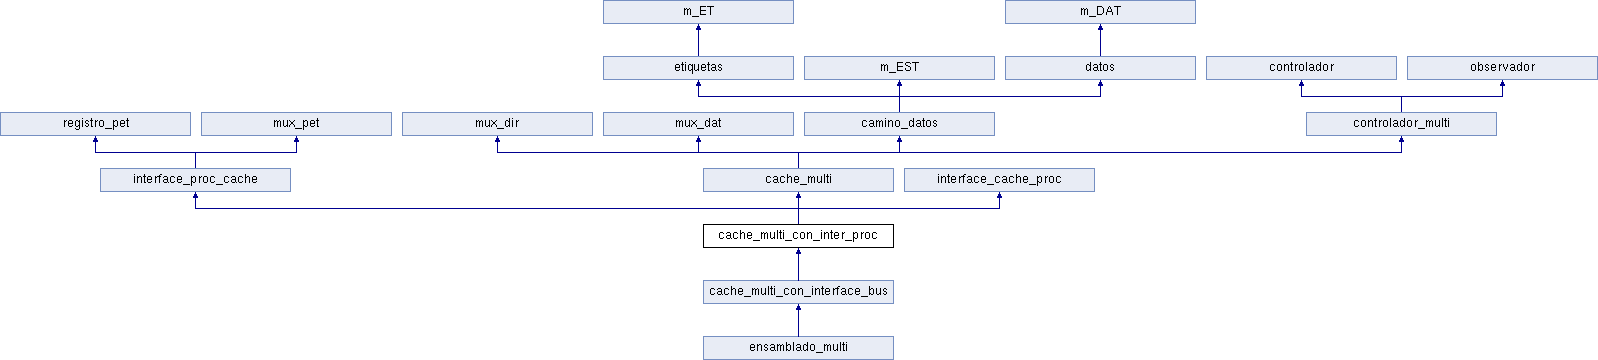 m_ET
m_DAT
etiquetas
m_EST
datos
controlador
observador
registro_pet
mux_pet
mux_dir
mux_dat
camino_datos
controlador_multi
interface_proc_cache
cache_multi
interface_cache_proc
cache_multi_con_inter_proc
cache_multi_con_interface_bus
ensamblado_multi